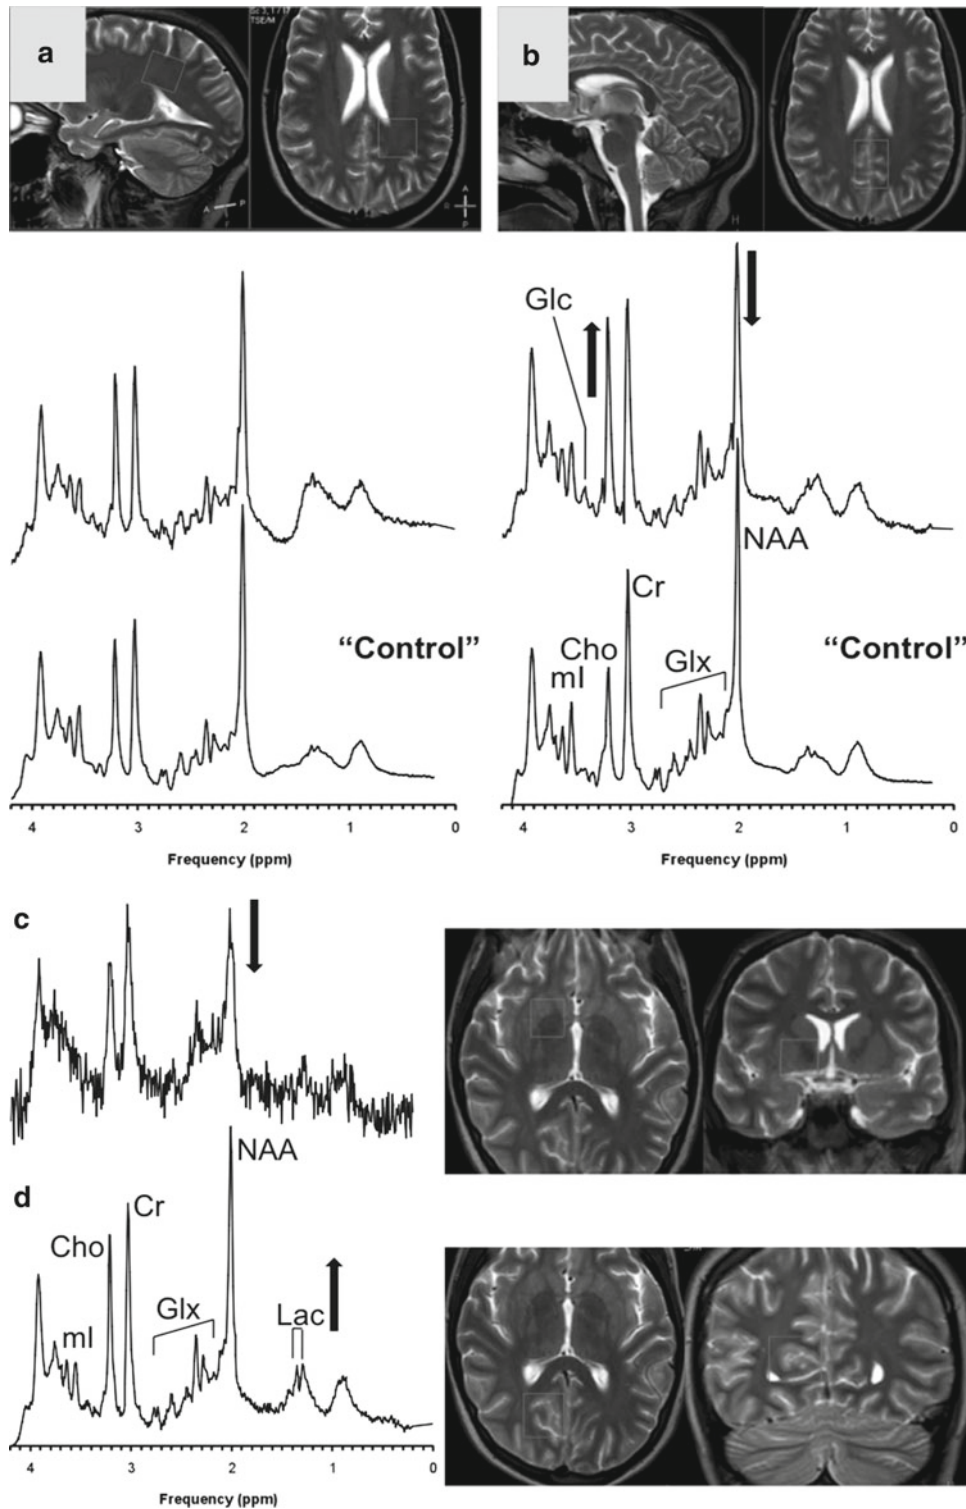 a
TSE/M
A
P
A
P
b
H
Glc
NAA
"Control"
Cr
Cho
mI
Glx
"Control"
4 3 2 1 0
Frequency (ppm)
4 3 2 1 0
Frequency (ppm)
c
NAA
d
Cr
Cho
Glx
mI
Lac
4 3 2 1 0
Frequency (ppm)